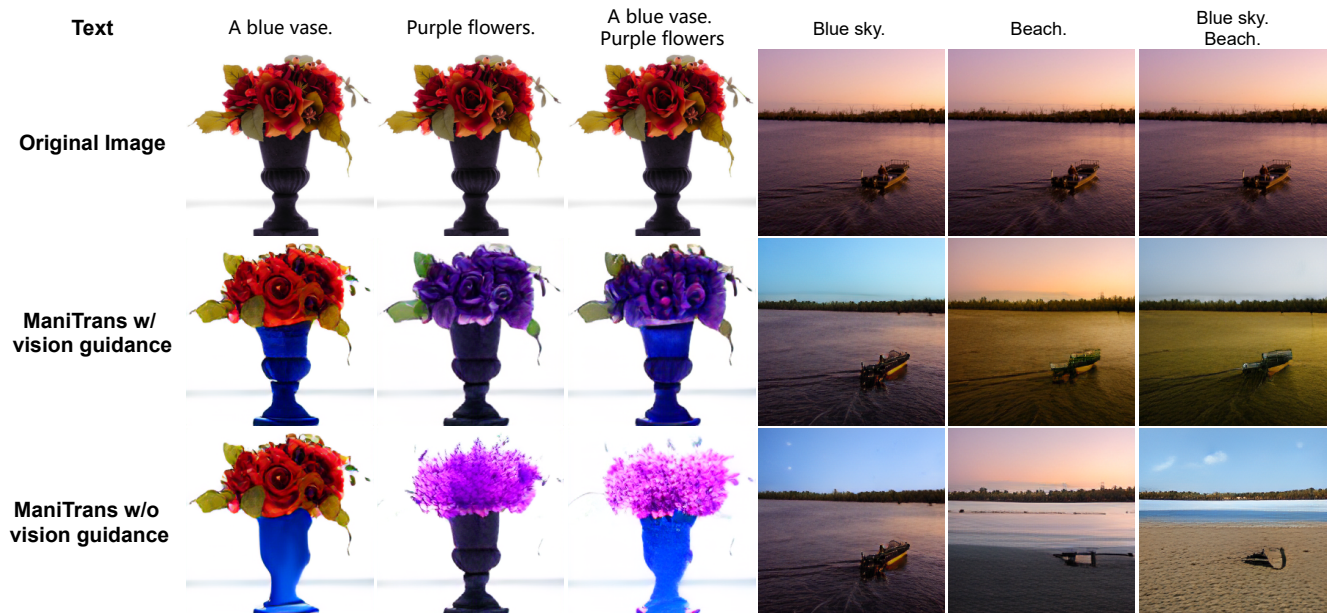 Text
A blue vase.
Purple flowers.
A blue vase.
Purple flowers
Blue sky.
Beach.
Blue sky.
Beach.
Original Image
ManiTrans w/
vision guidance
ManiTrans w/o
vision guidance